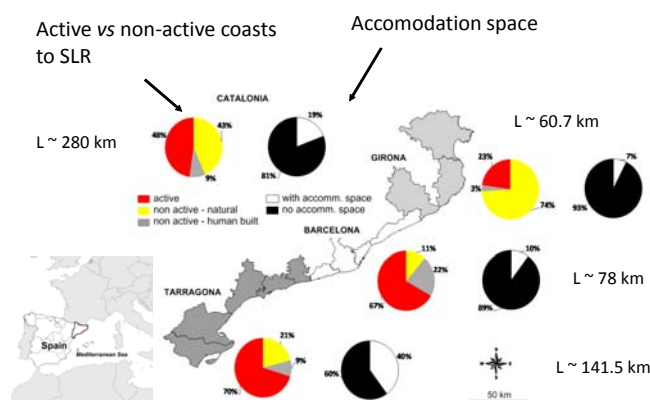 Active vs non-active coasts
to SLR
Accomodation space
CATALONIA
L ~ 280 km
48%
43%
9%
19%
81%
L ~ 60.7 km
GIRONA
23%
3%
74%
7%
93%
active
non active - natural
non active - human built
with accomm. space
no accomm. space
BARCELONA
11%
22%
67%
10%
89%
L ~ 78 km
TARRAGONA
21%
9%
70%
40%
60%
L ~ 141.5 km
Spain
Mediterranean Sea
50 km